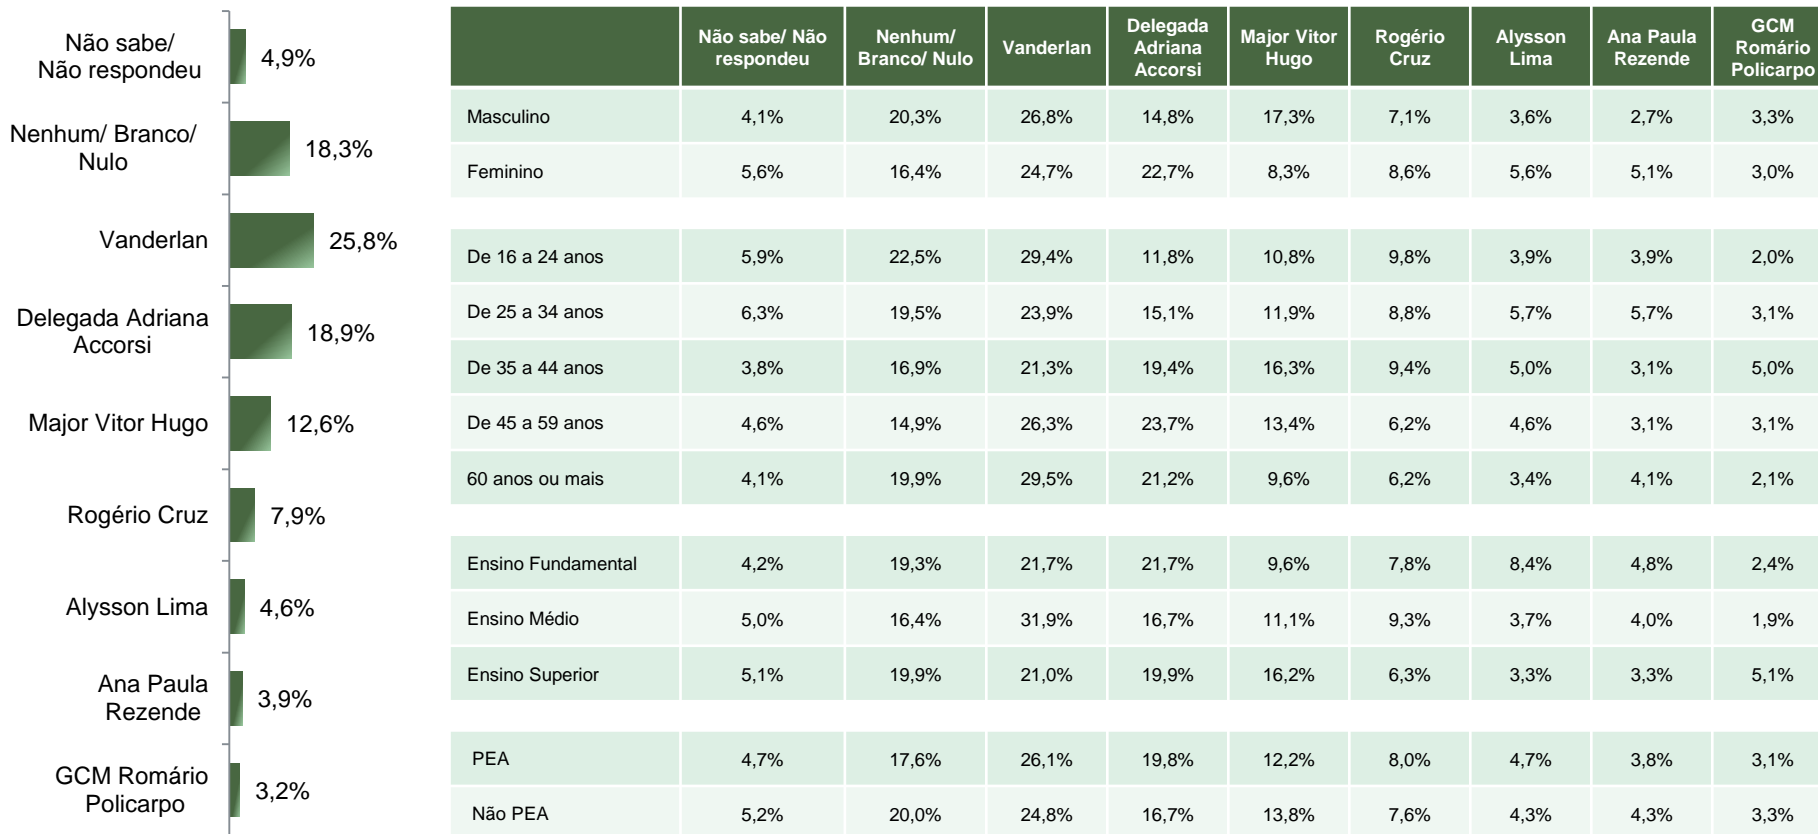 Não sabe/
Não respondeu
4,9%
Nenhum/ Branco/
Nulo
18,3%
Vanderlan
25,8%
Delegada Adriana
Accorsi
18,9%
Major Vitor Hugo
12,6%
Rogério Cruz
7,9%
Alysson Lima
4,6%
Ana Paula
Rezende
3,9%
GCM Romário
Policarpo
3,2%
Não sabe/ Não
respondeu
Nenhum/
Branco/ Nulo
Vanderlan
Delegada
Adriana
Accorsi
Major Vitor
Hugo
Rogério
Cruz
Alysson
Lima
Ana Paula
Rezende
GCM
Romário
Policarpo
Masculino 4,1% 20,3% 26,8% 14,8% 17,3% 7,1% 3,6% 2,7% 3,3%
Feminino 5,6% 16,4% 24,7% 22,7% 8,3% 8,6% 5,6% 5,1% 3,0%
De 16 a 24 anos 5,9% 22,5% 29,4% 11,8% 10,8% 9,8% 3,9% 3,9% 2,0%
De 25 a 34 anos 6,3% 19,5% 23,9% 15,1% 11,9% 8,8% 5,7% 5,7% 3,1%
De 35 a 44 anos 3,8% 16,9% 21,3% 19,4% 16,3% 9,4% 5,0% 3,1% 5,0%
De 45 a 59 anos 4,6% 14,9% 26,3% 23,7% 13,4% 6,2% 4,6% 3,1% 3,1%
60 anos ou mais 4,1% 19,9% 29,5% 21,2% 9,6% 6,2% 3,4% 4,1% 2,1%
Ensino Fundamental 4,2% 19,3% 21,7% 21,7% 9,6% 7,8% 8,4% 4,8% 2,4%
Ensino Médio 5,0% 16,4% 31,9% 16,7% 11,1% 9,3% 3,7% 4,0% 1,9%
Ensino Superior 5,1% 19,9% 21,0% 19,9% 16,2% 6,3% 3,3% 3,3% 5,1%
PEA 4,7% 17,6% 26,1% 19,8% 12,2% 8,0% 4,7% 3,8% 3,1%
Não PEA 5,2% 20,0% 24,8% 16,7% 13,8% 7,6% 4,3% 4,3% 3,3%